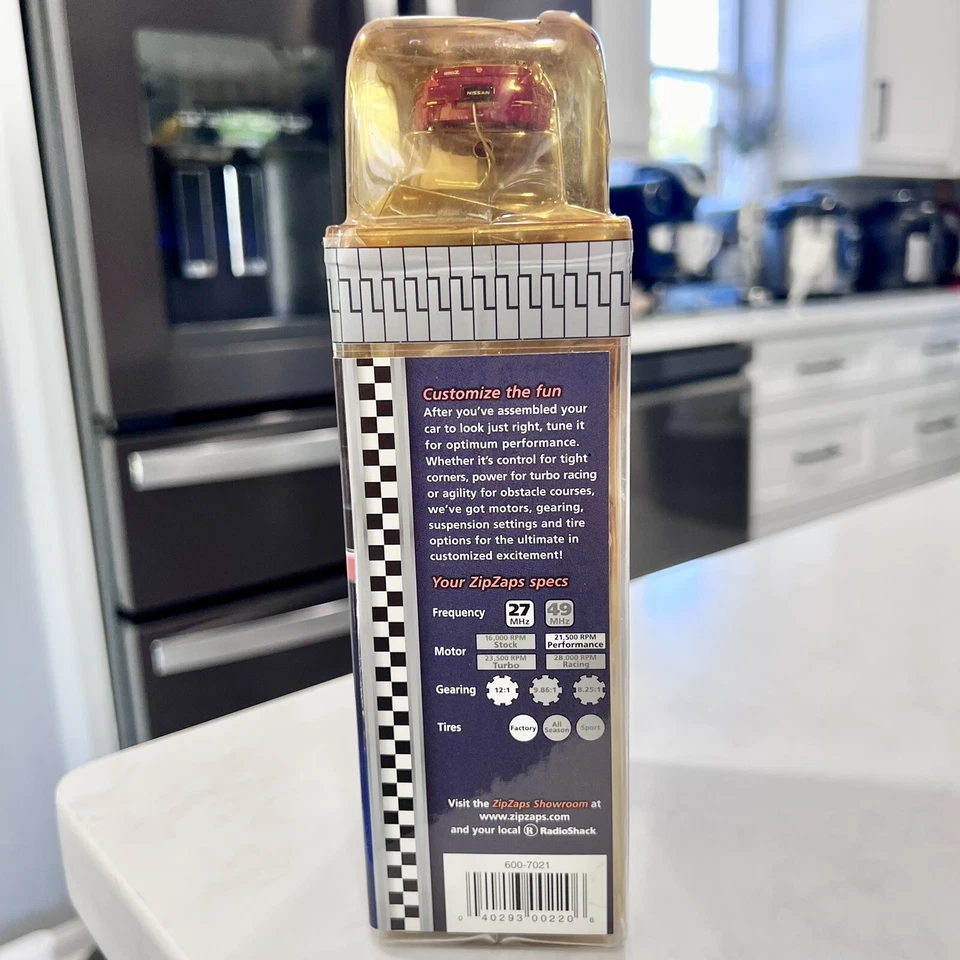 NISSAN
Customize the fun
After you've assembled your
car to look just right, tune it
for optimum performance.
Whether it's control for tight
corners, power for turbo racing
or agility for obstacle courses,
we've got motors, gearing,
suspension settings and tire
options for the ultimate in
customized excitement!
Your ZipZaps specs
Frequency 27 MHz 49 MHz
Motor
16,000 RPM Stock 21,500 RPM Performance
23,500 RPM Turbo 28,000 RPM Racing
Gearing 12:1 9.86:1 8.25:1
Tires Factory All Season Sport
Visit the ZipZaps Showroom at
www.zipzaps.com
and your local R RadioShack
600-7021
0 40293 00220 6